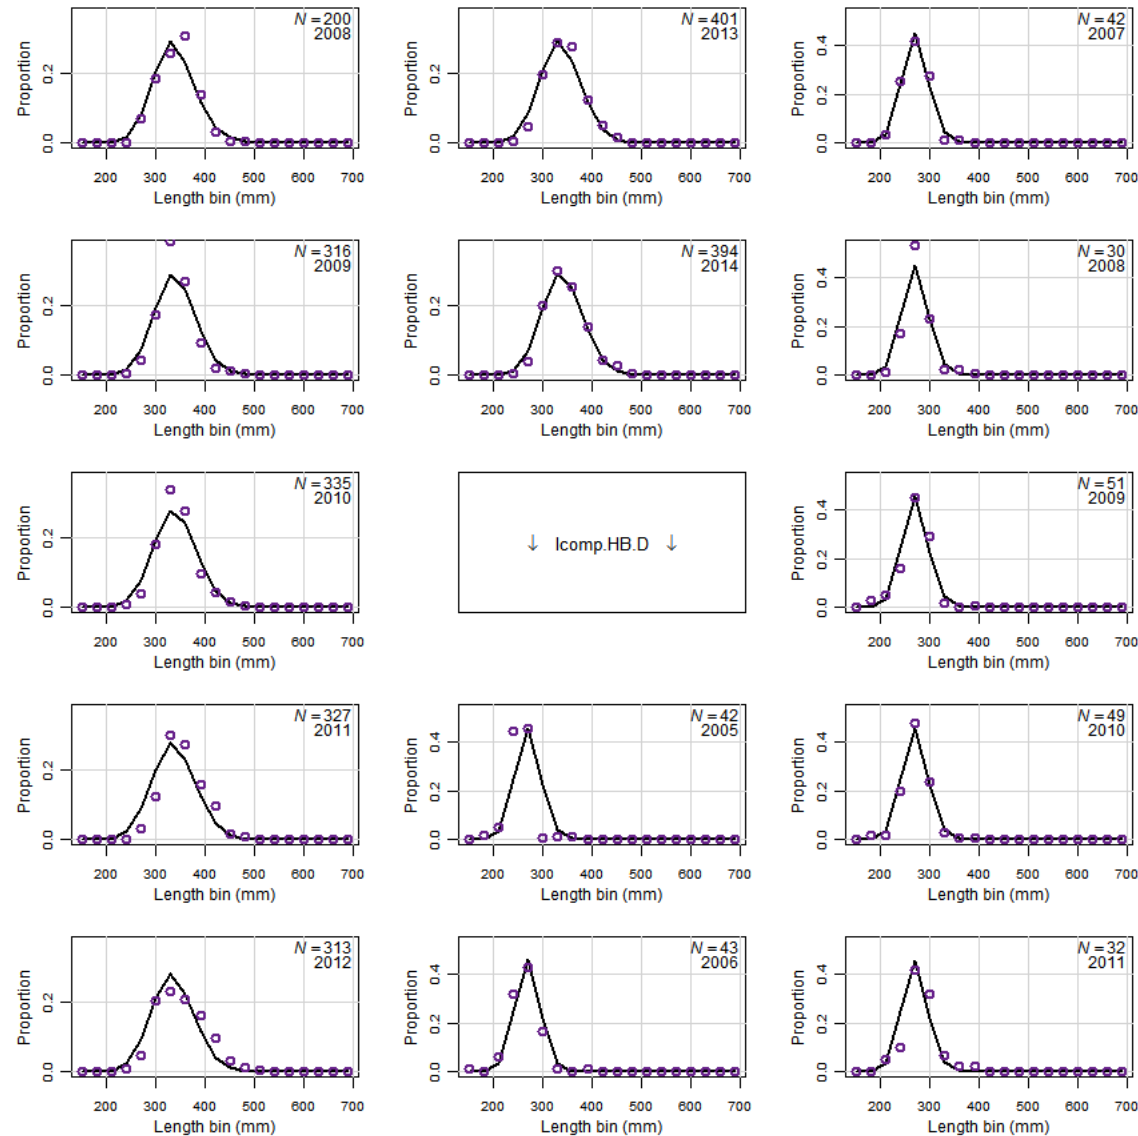 N = 200
2008
Proportion
0.0 0.2
200 300 400 500 600 700
Length bin (mm)
N = 316
2009
Proportion
0.0 0.2
200 300 400 500 600 700
Length bin (mm)
N = 335
2010
Proportion
0.0 0.2
200 300 400 500 600 700
Length bin (mm)
N = 327
2011
Proportion
0.0 0.2
200 300 400 500 600 700
Length bin (mm)
N = 313
2012
Proportion
0.0 0.2
200 300 400 500 600 700
Length bin (mm)
N = 401
2013
Proportion
0.0 0.2
200 300 400 500 600 700
Length bin (mm)
N = 394
2014
Proportion
0.0 0.2
200 300 400 500 600 700
Length bin (mm)
↓ lcomp.HB.D ↓
N = 42
2005
Proportion
0.0 0.2 0.4
200 300 400 500 600 700
Length bin (mm)
N = 43
2006
Proportion
0.0 0.2 0.4
200 300 400 500 600 700
Length bin (mm)
N = 42
2007
Proportion
0.0 0.2 0.4
200 300 400 500 600 700
Length bin (mm)
N = 30
2008
Proportion
0.0 0.2 0.4
200 300 400 500 600 700
Length bin (mm)
N = 51
2009
Proportion
0.0 0.2 0.4
200 300 400 500 600 700
Length bin (mm)
N = 49
2010
Proportion
0.0 0.2 0.4
200 300 400 500 600 700
Length bin (mm)
N = 32
2011
Proportion
0.0 0.2 0.4
200 300 400 500 600 700
Length bin (mm)